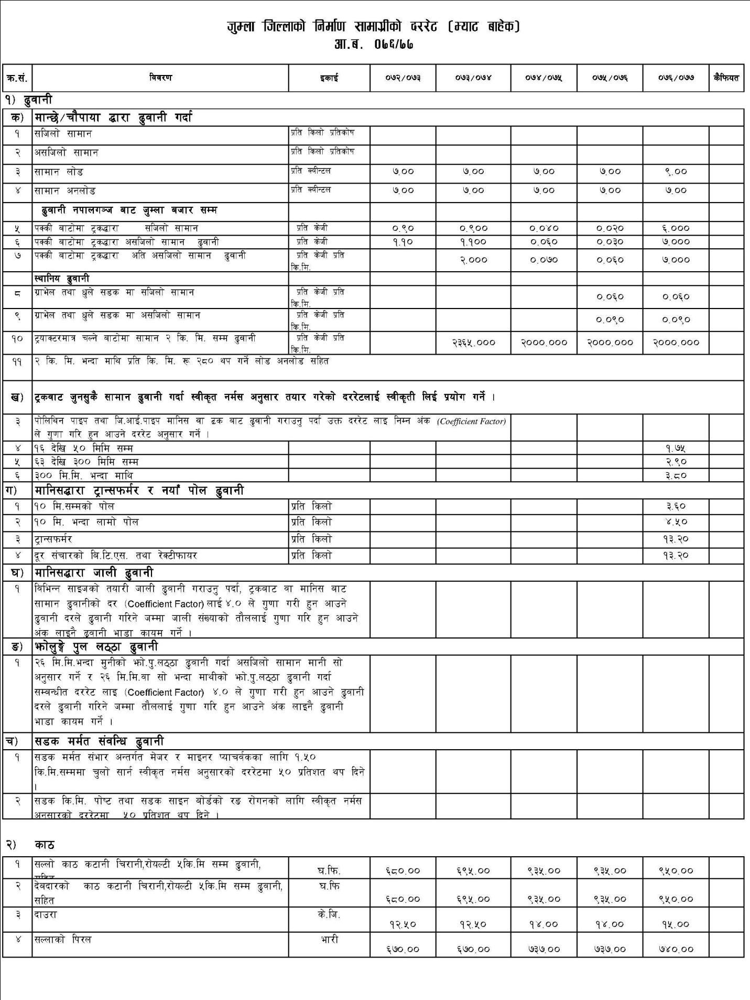 जुम्ला जिल्लाको निर्माण सामाग्रीको दररेट (भ्याट बाहेक)
आ.ब. ०७६/७७
क्र.सं. विवरण इकाई ०७२/०७३ ०७३/०७४ ०७४/०७५ ०७५/०७६ ०७६/०७७ कैफियत
१) ढुवानी
क) मान्छे/चौपाया द्धारा ढुवानी गर्दा
१ सजिलो सामान प्रति किलो प्रतिकोष
२ असजिलो सामान प्रति किलो प्रतिकोष
३ सामान लोड प्रति क्वीन्टल ७.०० ७.०० ७.०० ७.०० ९.००
४ सामान अनलोड प्रति क्वीन्टल ७.०० ७.०० ७.०० ७.०० ७.००
ढुवानी नपालगञ्ज बाट जुम्ला बजार सम्म
५ पक्की बाटोमा ट्रकद्धारा सजिलो सामान प्रति केजी ०.९० ०.९०० ०.०४० ०.०२० ६.०००
६ पक्की बाटोमा ट्रकद्धारा असजिलो सामान ढुवानी प्रति केजी १.१० १.१०० ०.०६० ०.०३० ७.०००
७ पक्की बाटोमा ट्रकद्धारा अति असजिलो सामान ढुवानी प्रति केजी प्रति
कि.मि. २.००० ०.०७० ०.०६० ७.०००
स्थानिय ढुवानी
८ ग्राभेल तथा धुले सडक मा सजिलो सामान प्रति केजी प्रति
कि.मि. ०.०६० ०.०६०
९ ग्राभेल तथा धुले सडक मा असजिलो सामान प्रति केजी प्रति
कि.मि. ०.०९० ०.०९०
१० ट्रयाक्टरमात्र चल्ने बाटोमा सामान २ कि. मि. सम्म ढुवानी प्रति केजी प्रति
कि.मि. २३६५.००० २०००.००० २०००.००० २०००.०००
११ २ कि. मि. भन्दा माथि प्रति कि. मि. रू २८० थप गर्ने लोड अनलोड सहित
ख) ट्रकवाट जुनसुकै सामान ढुवानी गर्दा स्वीकृत नर्मस अनुसार तयार गरेको दररेटलाई स्वीकृती लिई प्रयोग गर्ने ।
३ पोलिथिन पाइप तथा जि.आई.पाइप मानिस वा ट्रक बाट ढुवानी गराउनु पर्दा उक्त दररेट लाइ निम्न अंक (Coefficient Factor)
ले गुणा गरि हुन आउने दररेट अनुसार गर्ने ।
४ १६ देखि ५० मिमि सम्म १.७५
५ ६३ देखि ३०० मिमि सम्म २.९०
६ ३०० मि.मि. भन्दा माथि ३.८०
ग) मानिसद्धारा ट्रान्सफर्मर र नयाँ पोल ढुवानी
१ १० मि.सम्मको पोल प्रति किलो ३.६०
२ १० मि. भन्दा लामो पोल प्रति किलो ४.५०
३ ट्रान्सफर्मर प्रति किलो १३.२०
४ दूर संचारको बि.टि.एस. तथा रेक्टीफायर प्रति किलो १३.२०
घ) मानिसद्धारा जाली ढुवानी
१ विभिन्न साइजको तयारी जाली ढुवानी गराउनु पर्दा, ट्रकबाट वा मानिस बाट
सामान ढुवानीको दर (Coefficient Factor) लाई ४.० ले गुणा गरी हुन आउने
ढुवानी दरले ढुवानी गरिने जम्मा जाली संख्याको तौललाई गुणा गरि हुन आउने
अंक लाइनै ढुवानी भाडा कायम गर्ने ।
ङ) झोलुङ्गे पुल लठ्ठा ढुवानी
१ २६ मि.मि.भन्दा मुनीको झो.पु.लठ्ठा ढुवानी गर्दा असजिलो सामान मानी सो
अनुसार गर्ने र २६ मि.मि.वा सो भन्दा माथीको झो.पु.लठ्ठा ढुवानी गर्दा
सम्बन्धीत दररेट लाइ (Coefficient Factor) ४.० ले गुणा गरी हुन आउने ढुवानी
दरले ढुवानी गरिने जम्मा तौललाई गुणा गरि हुन आउने अंक लाइनै ढुवानी
भाडा कायम गर्ने ।
च) सडक मर्मत संवन्धि ढुवानी
१ सडक मर्मत संभार अन्तर्गत मेजर र माइनर प्याचर्वकका लागि १.५०
कि.मि.सम्ममा चुलो सार्न स्वीकृत नर्मस अनुसारको दररेटमा ५० प्रतिशत थप दिने
।
२ सडक कि.मि. पोष्ट तथा सडक साइन बोर्डको रङ रोगनको लागि स्वीकृत नर्मस
अनुसारको दररेटमा ५० प्रतिशत थप दिने ।
२) काठ
१ सल्लो काठ कटानी चिरानी,रोयल्टी ५कि.मि सम्म ढुवानी, घ.फि. ६८०.०० ६९५.०० ९३५.०० ९३५.०० ९५०.००
२ देबदारको काठ कटानी चिरानी,रोयल्टी ५कि.मि सम्म ढुवानी, घ.फि
सहित ६८०.०० ६९५.०० ९३५.०० ९३५.०० ९५०.००
३ दाउरा के.जि. १२.५० १२.५० १४.०० १४.०० १५.००
४ सल्लाको पिरल भारी ६७०.०० ६७०.०० ७३७.०० ७३७.०० ७४०.००